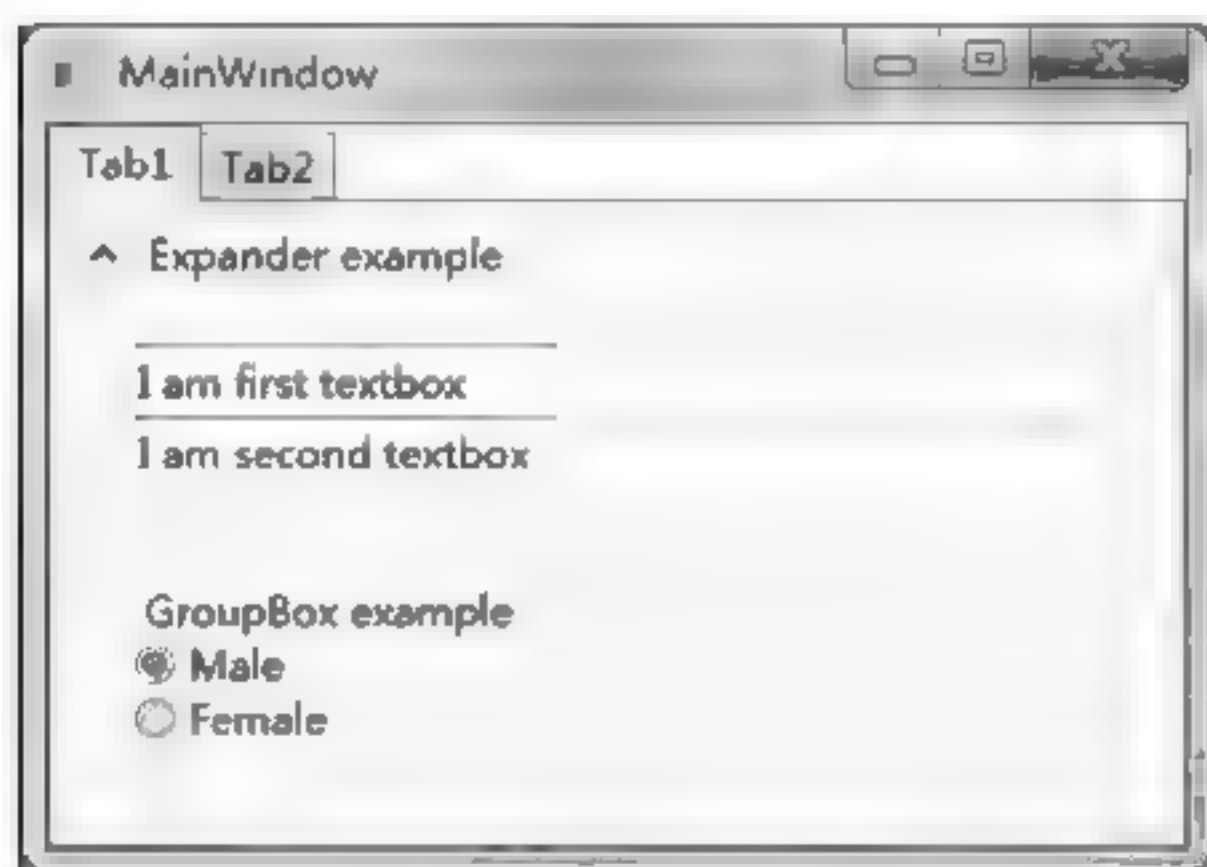 MainWindow
Tab1 Tab2
Expander example
I am first textbox
I am second textbox
GroupBox example
Male
Female